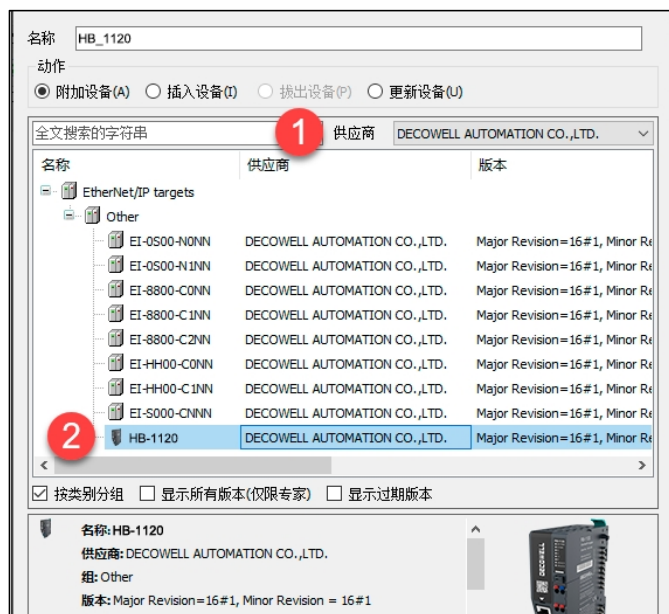 名称 HB_1120
动作
附加设备(A) 插入设备(I) 拔出设备(P) 更新设备(U)
全文搜索的字符串 1 供应商 DECOWELL AUTOMATION CO.,LTD.
名称 供应商 版本
EtherNet/IP targets
Other
EI-0S00-N0NN DECOWELL AUTOMATION CO.,LTD. Major Revision=16#1, Minor Re
EI-0S00-N1NN DECOWELL AUTOMATION CO.,LTD. Major Revision=16#1, Minor Re
EI-8800-C0NN DECOWELL AUTOMATION CO.,LTD. Major Revision=16#1, Minor Re
EI-8800-C1NN DECOWELL AUTOMATION CO.,LTD. Major Revision=16#1, Minor Re
EI-8800-C2NN DECOWELL AUTOMATION CO.,LTD. Major Revision=16#1, Minor Re
EI-HH00-C0NN DECOWELL AUTOMATION CO.,LTD. Major Revision=16#1, Minor Re
EI-HH00-C1NN DECOWELL AUTOMATION CO.,LTD. Major Revision=16#1, Minor Re
EI-S000-CNNN DECOWELL AUTOMATION CO.,LTD. Major Revision=16#1, Minor Re
2 HB-1120 DECOWELL AUTOMATION CO.,LTD. Major Revision=16#1, Minor Re
按类别分组 显示所有版本(仅限专家) 显示过期版本
名称:HB-1120
供应商:DECOWELL AUTOMATION CO.,LTD.
组:Other
版本:Major Revision=16#1, Minor Revision = 16#1
DECOWELL